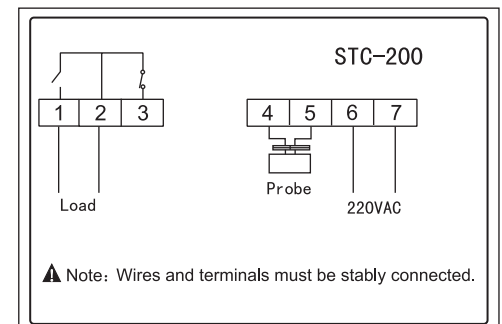 STC-200
1 2 3 4 5 6 7
Load Probe 220VAC
Note: Wires and terminals must be stably connected.